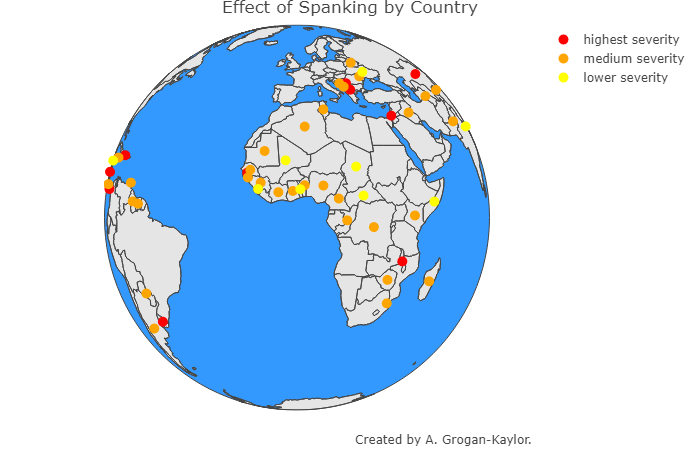 Effect of Spanking by Country
highest severity
medium severity
lower severity
Created by A. Grogan-Kaylor.